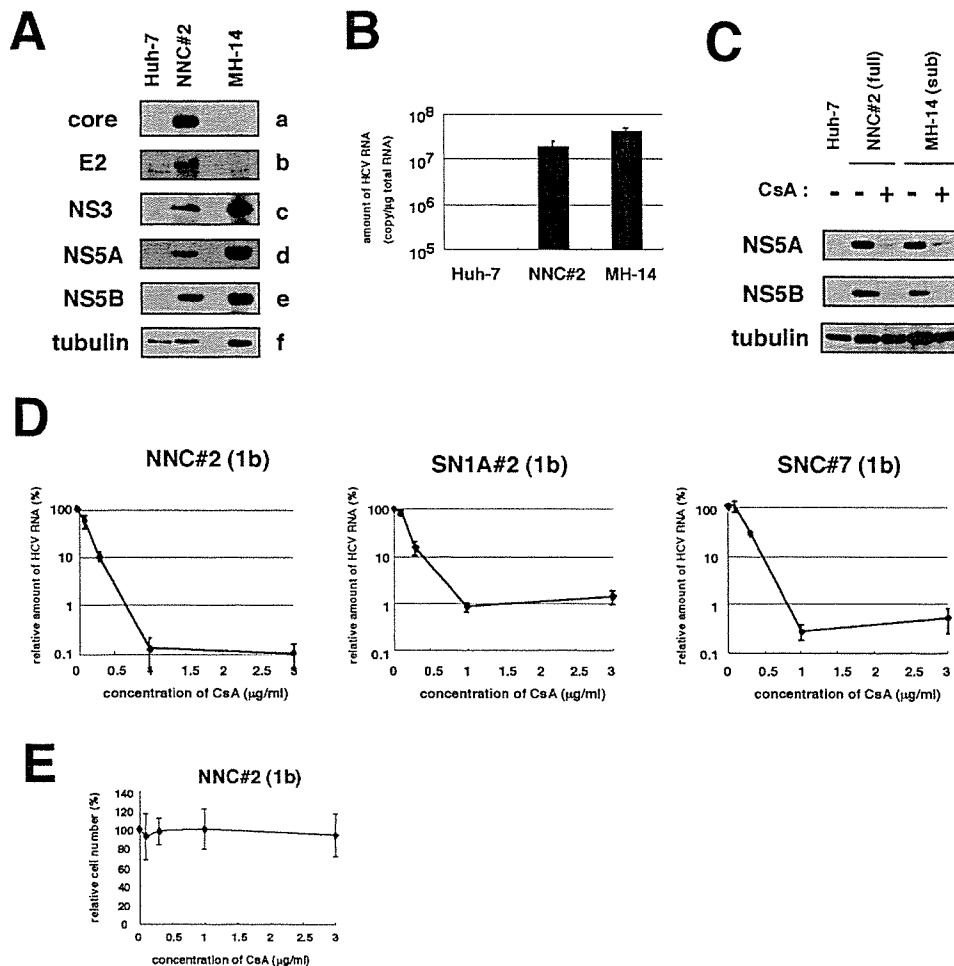 A
Huh-7
NNC#2
MH-14
core
a
E2
b
NS3
c
NS5A
d
NS5B
e
tubulin
f
B
amount of HCV RNA
(copy/µg total RNA)
10⁸
10⁷
10⁶
10⁵
Huh-7
NNC#2
MH-14
C
Huh-7
NNC#2 (full)
MH-14 (sub)
CsA : - - + - +
NS5A
NS5B
tubulin
D
NNC#2 (1b)
relative amount of HCV RNA (%)
100
10
1
0.1
0 0.5 1 1.5 2 2.5 3
concentration of CsA (µg/ml)
SN1A#2 (1b)
relative amount of HCV RNA (%)
100
10
1
0.1
0 0.5 1 1.5 2 2.5 3
concentration of CsA (µg/ml)
SNC#7 (1b)
relative amount of HCV RNA (%)
100
10
1
0.1
0 0.5 1 1.5 2 2.5 3
concentration of CsA (µg/ml)
E
NNC#2 (1b)
relative cell number (%)
140
120
100
80
60
40
20
0
0 0.5 1 1.5 2 2.5 3
concentration of CsA (µg/ml)